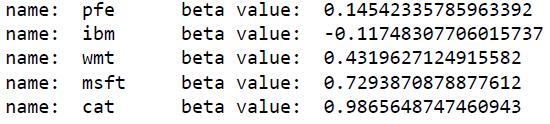 name:  pfe      beta value:  0.14542335785963392
name:  ibm      beta value:  -0.11748307706015737
name:  wmt      beta value:  0.4319627124915582
name:  msft     beta value:  0.7293870878877612
name:  cat      beta value:  0.9865648747460943